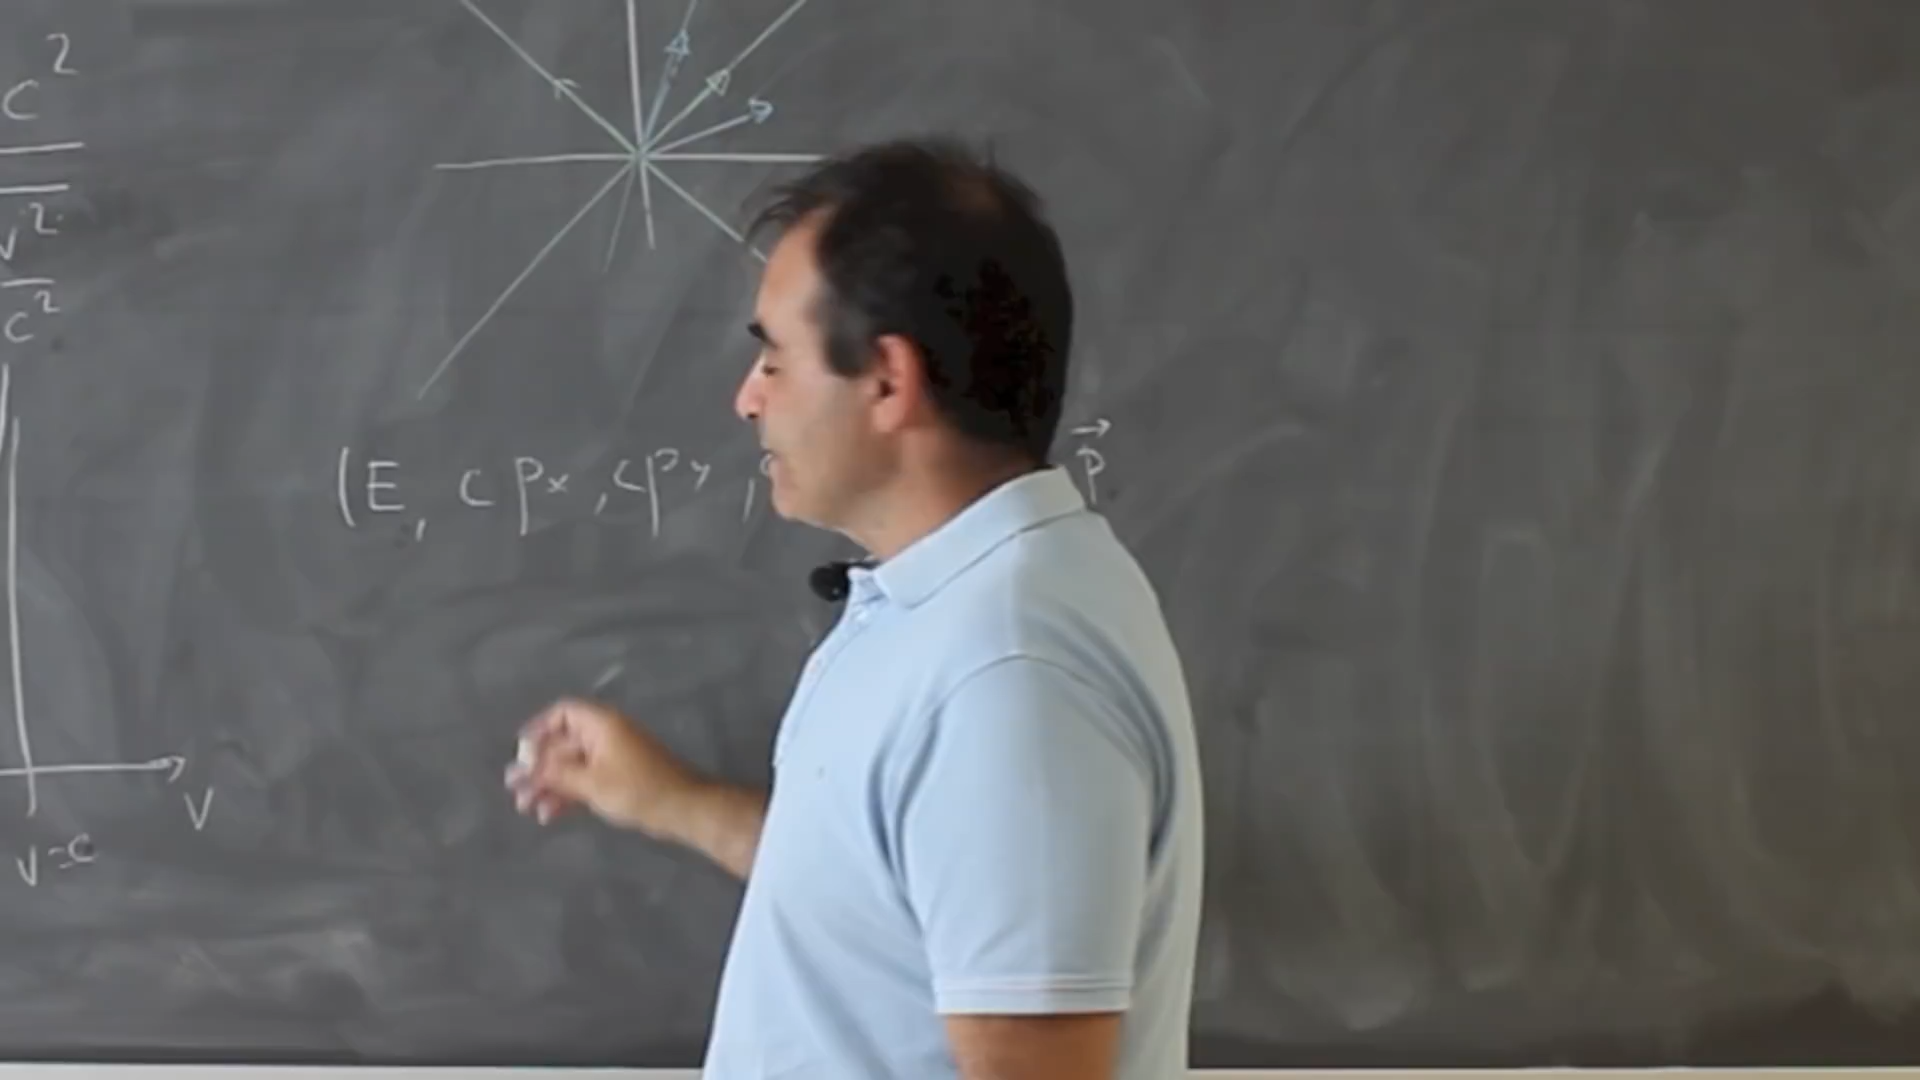 c²
v²
c²
(E, cpx, cpy,
p⃗
v
v=c